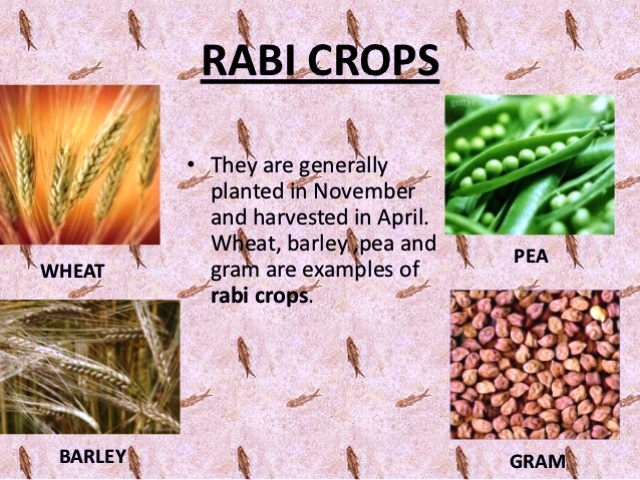 RABI CROPS
• They are generally
planted in November
and harvested in April.
Wheat, barley ,pea and
gram are examples of
rabi crops.
WHEAT
PEA
BARLEY
GRAM